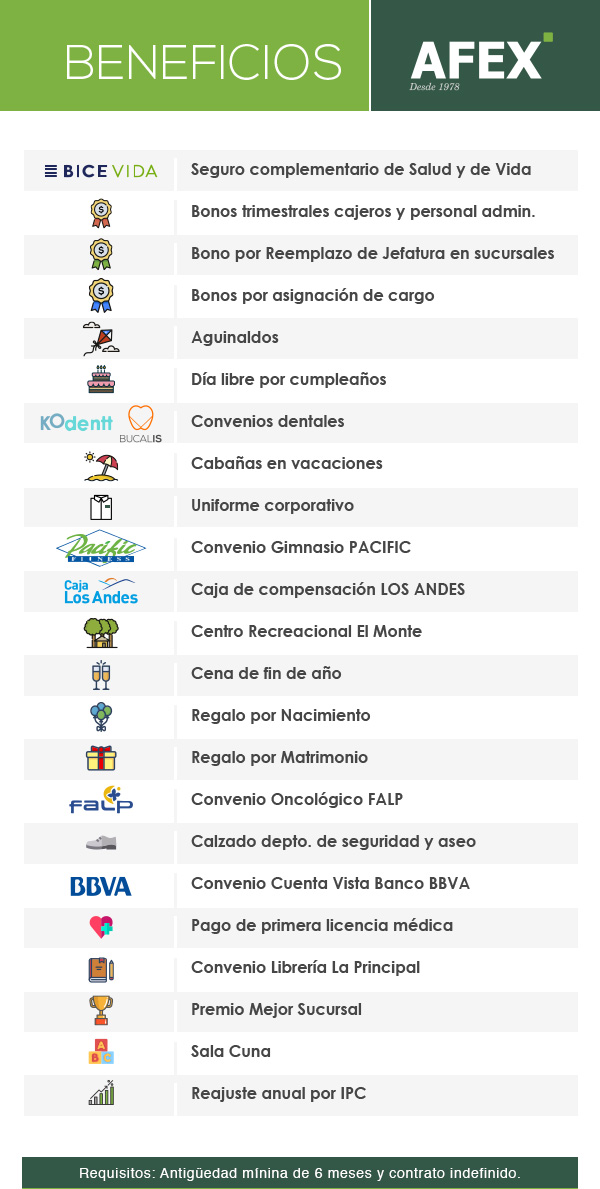 BENEFICIOS
AFEX
Desde 1978
BICE VIDA
Seguro complementario de Salud y de Vida
Bonos trimestrales cajeros y personal admin.
Bono por Reemplazo de Jefatura en sucursales
Bonos por asignación de cargo
Aguinaldos
Día libre por cumpleaños
KOdentt
BUCALIS
Convenios dentales
Cabañas en vacaciones
Uniforme corporativo
Pacific
FITNESS
Convenio Gimnasio PACIFIC
Caja
Los Andes
Caja de compensación LOS ANDES
Centro Recreacional El Monte
Cena de fin de año
Regalo por Nacimiento
Regalo por Matrimonio
FALP
Convenio Oncológico FALP
Calzado depto. de seguridad y aseo
BBVA
Convenio Cuenta Vista Banco BBVA
Pago de primera licencia médica
Convenio Librería La Principal
Premio Mejor Sucursal
A
B C
Sala Cuna
%
Reajuste anual por IPC
Requisitos: Antigüedad mínina de 6 meses y contrato indefinido.